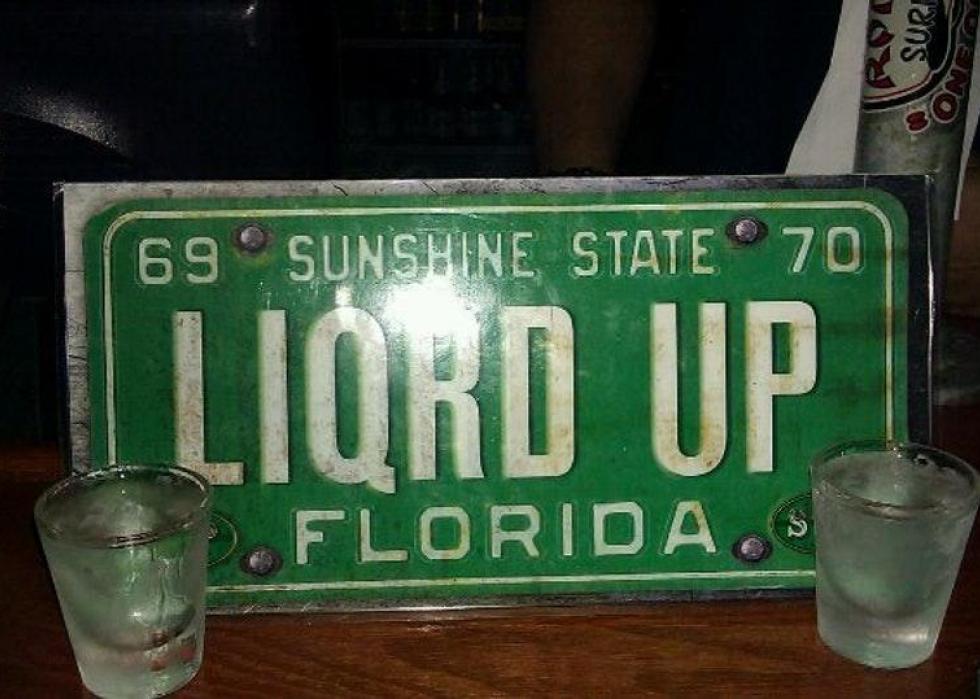 69 SUNSHINE STATE 70
LIQRD UP
FLORIDA
S